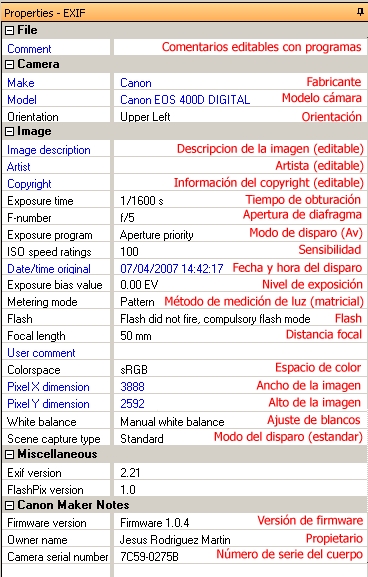 Properties - EXIF
File
Comment Comentarios editables con programas
Camera
Make Canon Fabricante
Model Canon EOS 400D DIGITAL Modelo cámara
Orientation Upper Left Orientación
Image
Image description Descripcion de la imagen (editable)
Artist Artista (editable)
Copyright Información del copyright (editable)
Exposure time 1/1600 s Tiempo de obturación
F-number f/5 Apertura de diafragma
Exposure program Aperture priority Modo de disparo (Av)
ISO speed ratings 100 Sensibilidad
Date/time original 07/04/2007 14:42:17 Fecha y hora del disparo
Exposure bias value 0.00 EV Nivel de exposición
Metering mode Pattern Método de medición de luz (matricial)
Flash Flash did not fire, compulsory flash mode Flash
Focal length 50 mm Distancia focal
User comment
Colorspace sRGB Espacio de color
Pixel X dimension 3888 Ancho de la imagen
Pixel Y dimension 2592 Alto de la imagen
White balance Manual white balance Ajuste de blancos
Scene capture type Standard Modo del disparo (estandar)
Miscellaneous
Exif version 2.21
FlashPix version 1.0
Canon Maker Notes
Firmware version Firmware 1.0.4 Versión de firmware
Owner name Jesus Rodriguez Martin Propietario
Camera serial number 7C59-0275B Número de serie del cuerpo